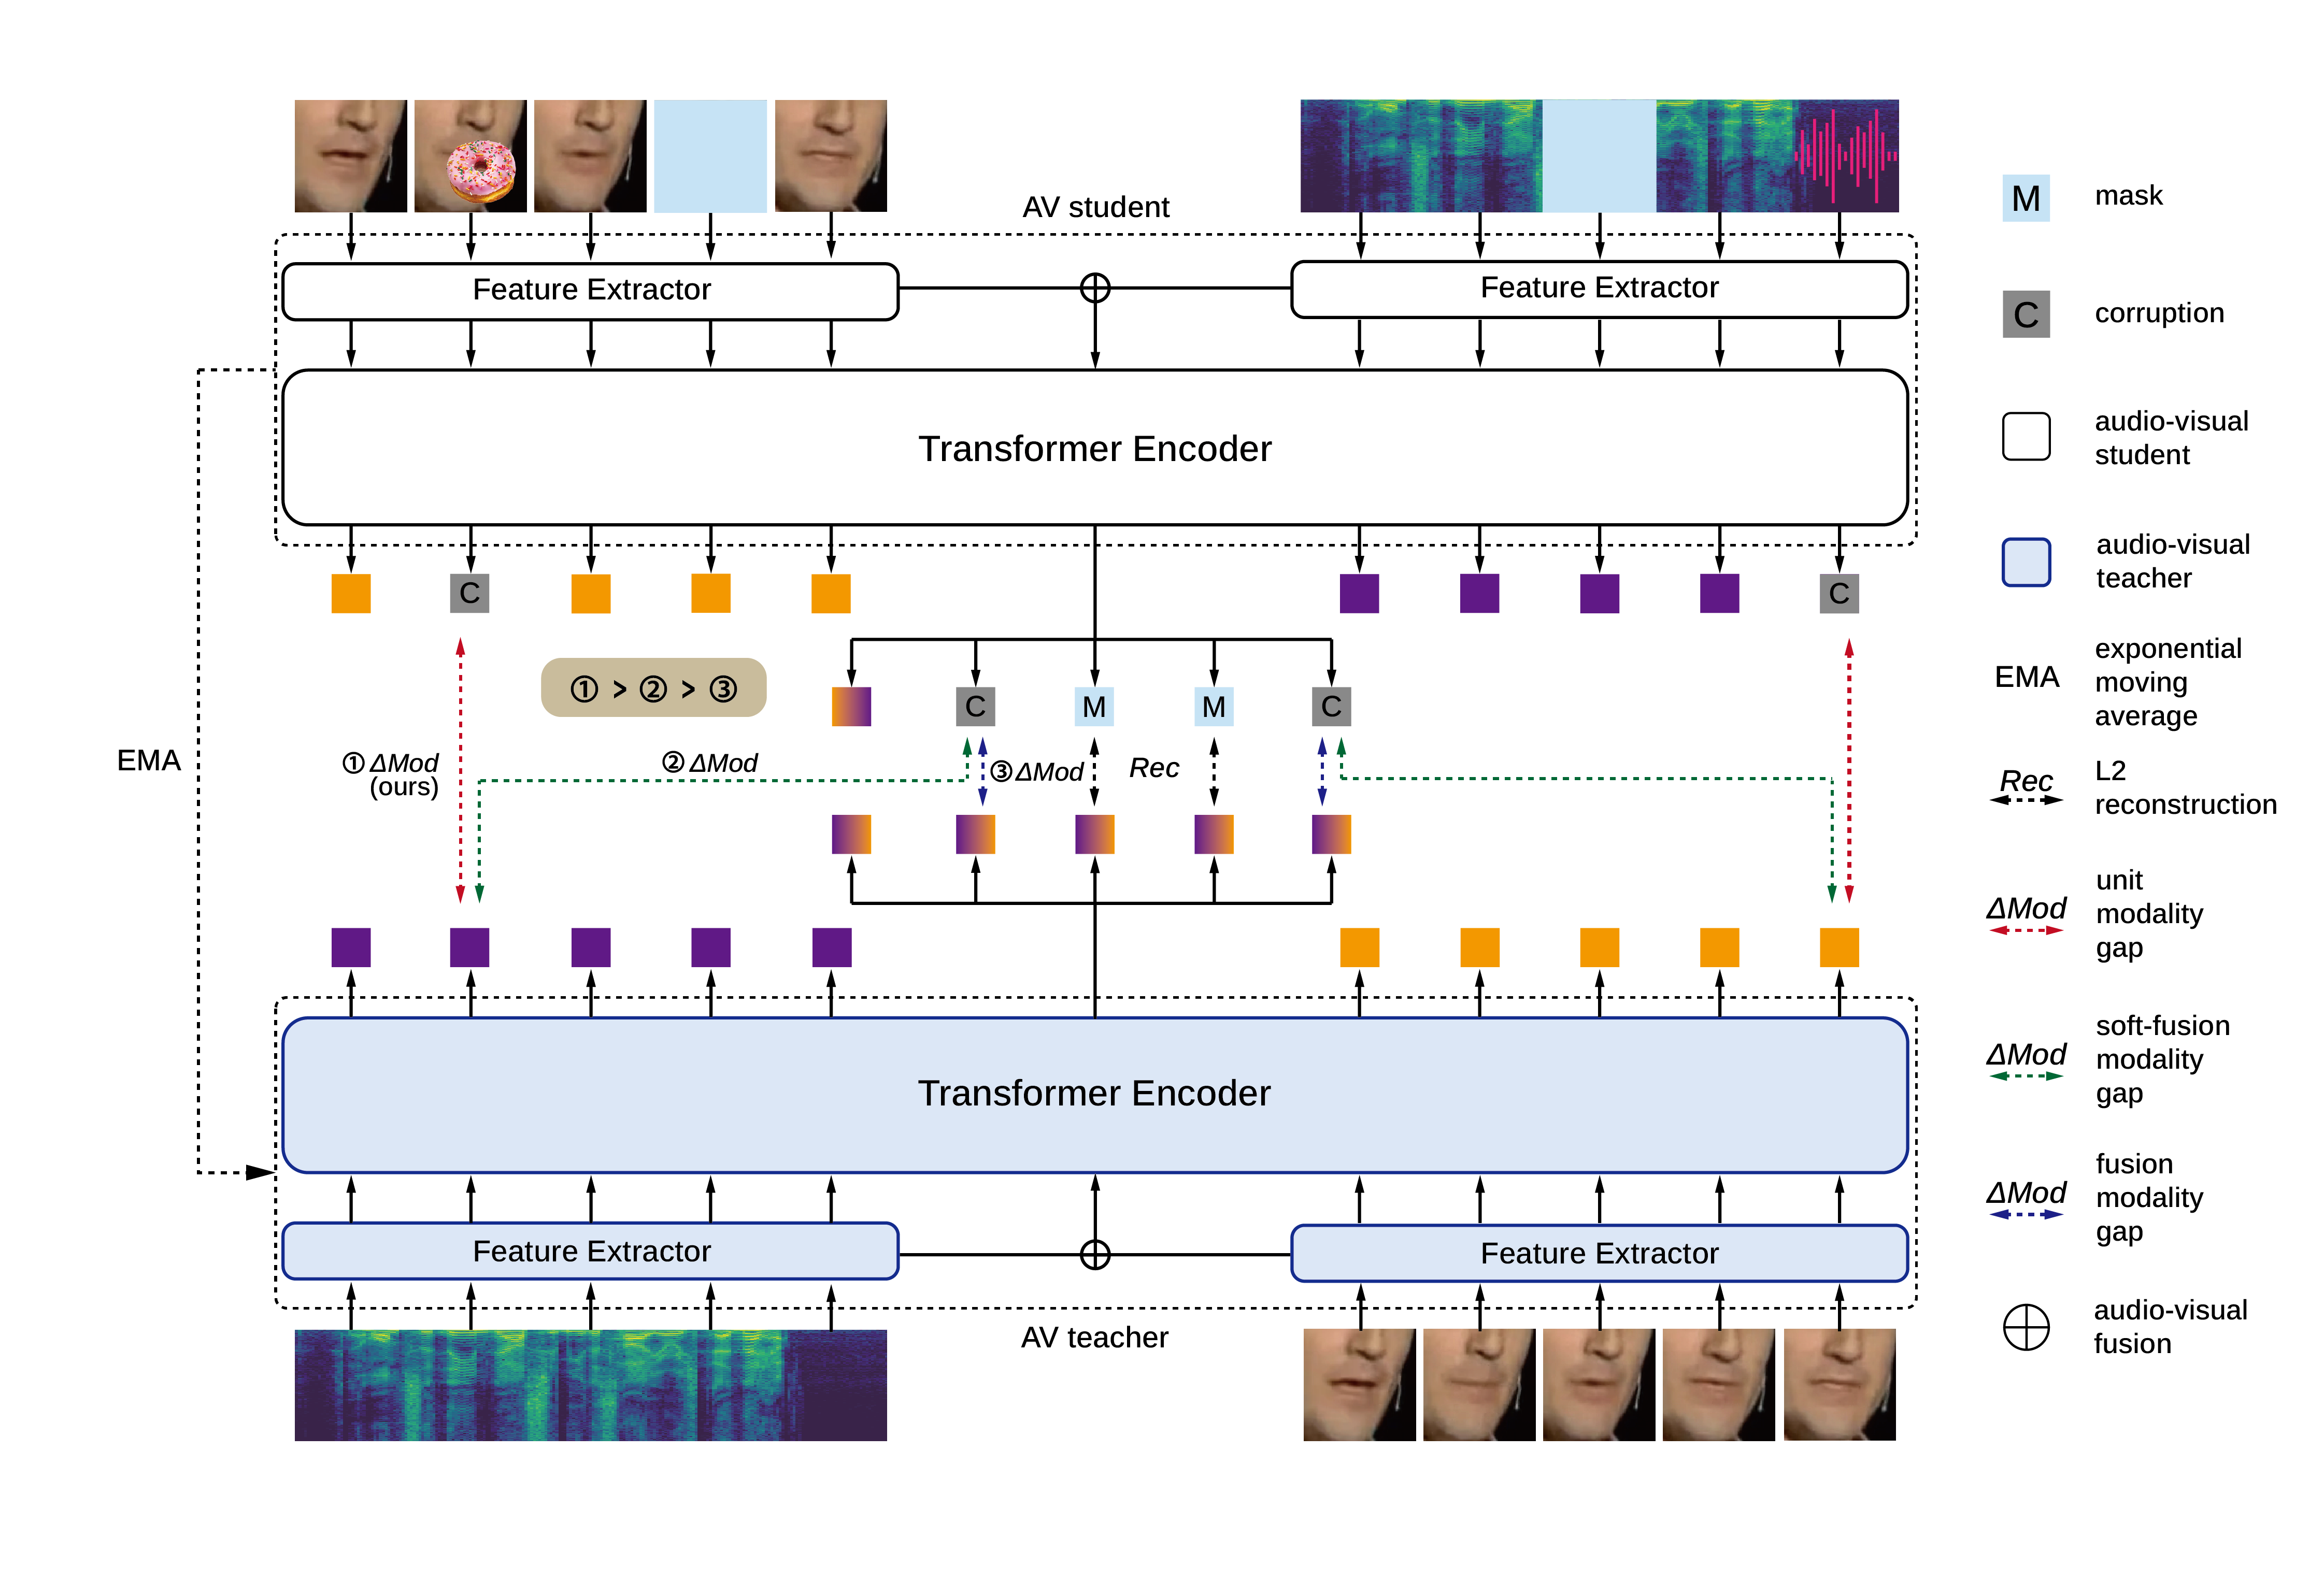 AV student
Feature Extractor
Feature Extractor
Transformer Encoder
C
C
① > ② > ③
C
M
M
C
EMA
① ΔMod
(ours)
② ΔMod
③ ΔMod
Rec
Transformer Encoder
Feature Extractor
Feature Extractor
AV teacher
M
mask
C
corruption
audio-visual
student
audio-visual
teacher
EMA
exponential
moving
average
Rec
L2
reconstruction
ΔMod
unit
modality
gap
ΔMod
soft-fusion
modality
gap
ΔMod
fusion
modality
gap
audio-visual
fusion